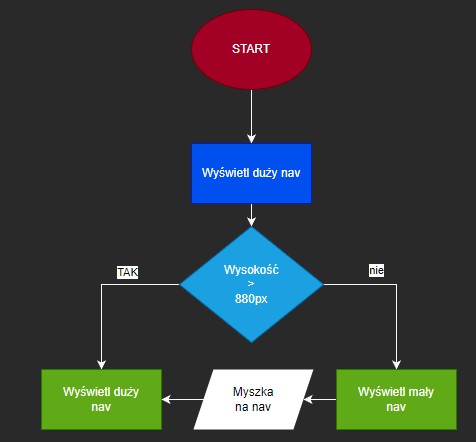 START
Wyświetl duży nav
Wysokość
>
880px
TAK
nie
Wyświetl duży
nav
Myszka
na nav
Wyświetl mały
nav